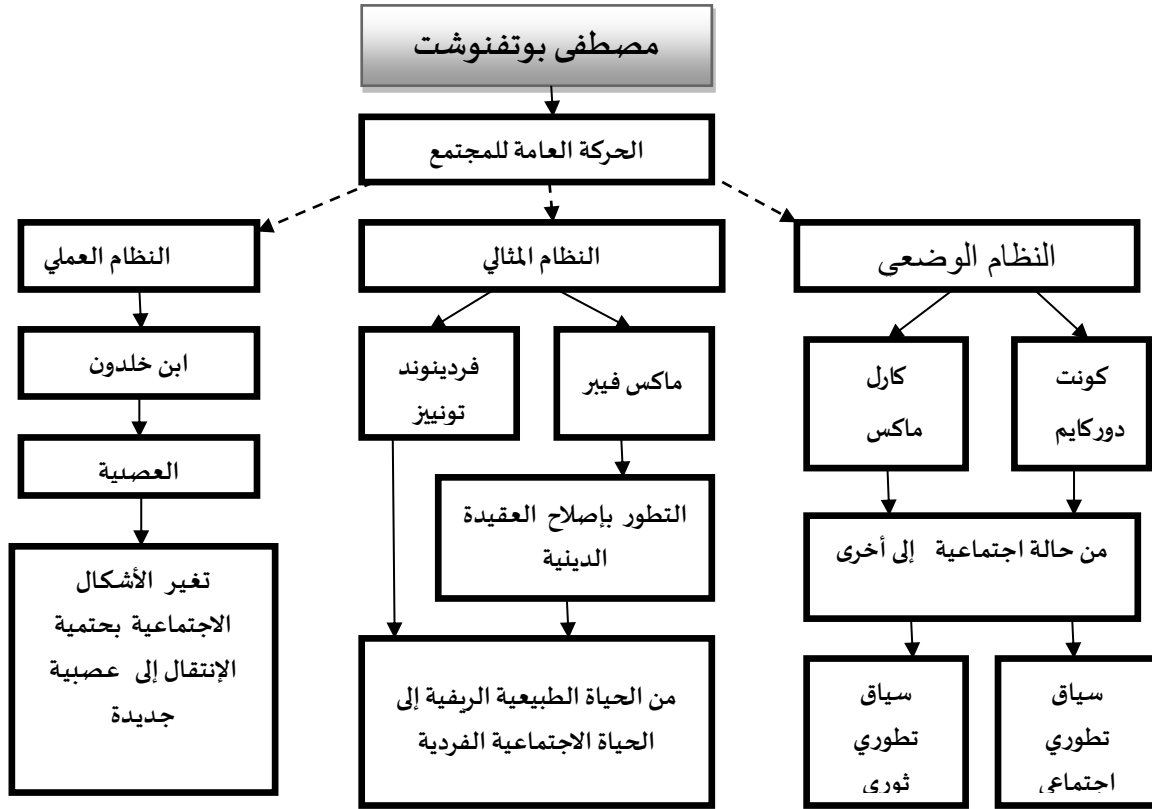 مصطفى بوتفنوشت
الحركة العامة للمجتمع
النظام الوضعي
النظام المثالي
النظام العملي
كونت
دوركايم
كارل
ماكس
ماكس فيبر
فردينوند
تونييز
ابن خلدون
العصبية
التطور بإصلاح العقيدة
الدينية
من حالة اجتماعية إلى أخرى
تغير الأشكال
الاجتماعية بحتمية
الإنتقال إلى عصبية
جديدة
من الحياة الطبيعية الريفية إلى
الحياة الاجتماعية الفردية
سياق
تطوري
اجتماعي
سياق
تطوري
ثوري